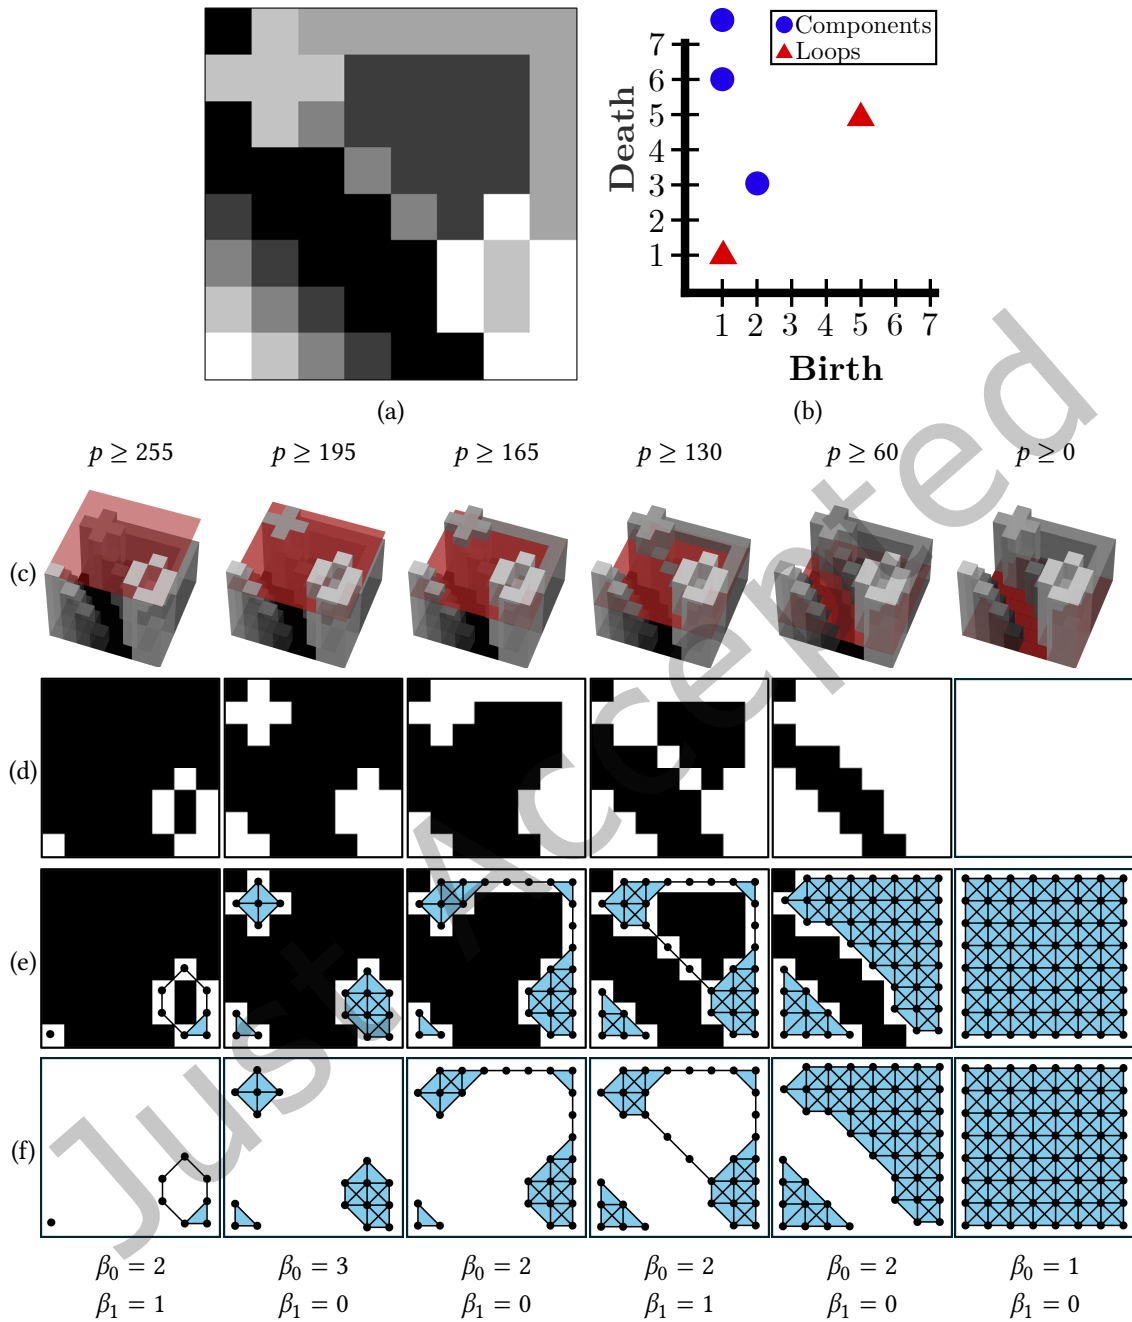 Components
Loops
7
6
5
4
3
2
1
Death
1 2 3 4 5 6 7
Birth
(a)
(b)
p ≥ 255
p ≥ 195
p ≥ 165
p ≥ 130
p ≥ 60
p ≥ 0
(c)
(d)
(e)
(f)
β₀ = 2
β₀ = 3
β₀ = 2
β₀ = 2
β₀ = 2
β₀ = 1
β₁ = 1
β₁ = 0
β₁ = 0
β₁ = 1
β₁ = 0
β₁ = 0
Just Accepted